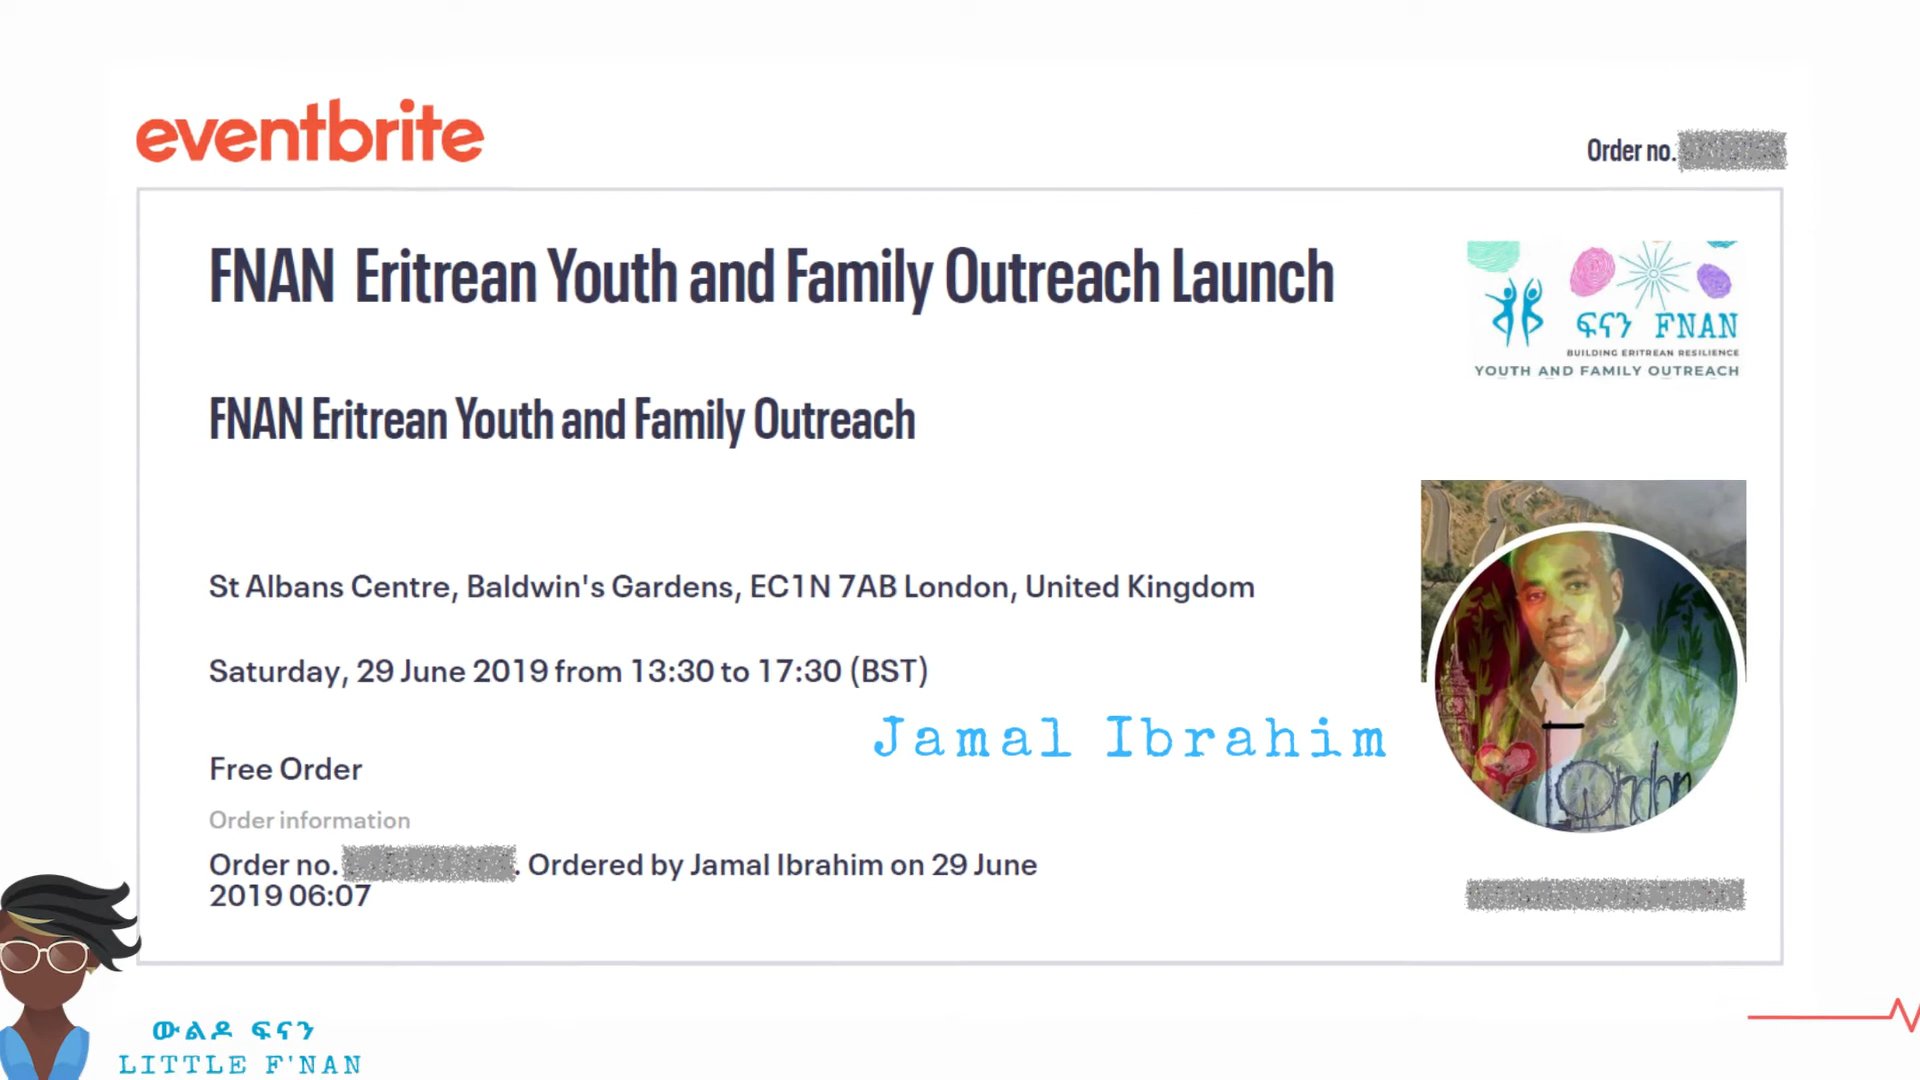 eventbrite
Order no.
FNAN Eritrean Youth and Family Outreach Launch
ፍናን FNAN
BUILDING ERITREAN RESILIENCE
YOUTH AND FAMILY OUTREACH
FNAN Eritrean Youth and Family Outreach
St Albans Centre, Baldwin's Gardens, EC1N 7AB London, United Kingdom
Saturday, 29 June 2019 from 13:30 to 17:30 (BST)
Jamal Ibrahim
London
Free Order
Order information
Order no. . Ordered by Jamal Ibrahim on 29 June
2019 06:07
ውልዶ ፍናን
LITTLE F'NAN